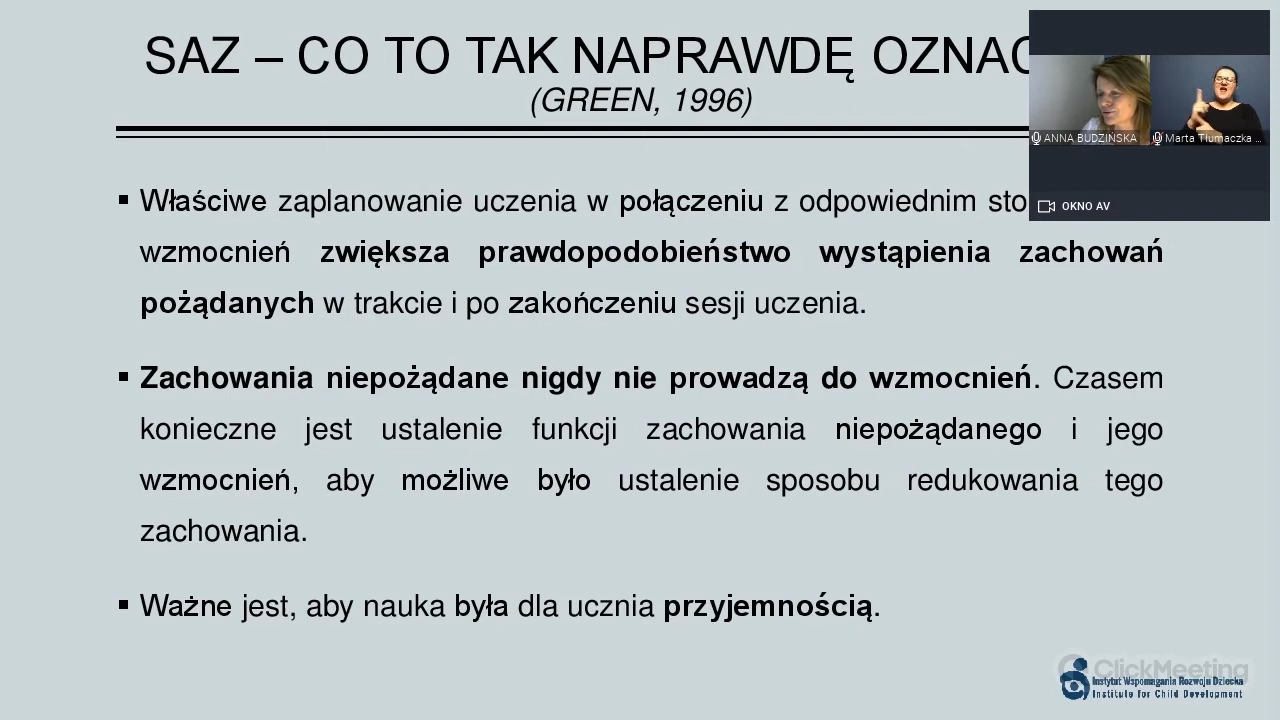 SAZ – CO TO TAK NAPRAWDĘ OZNAC
(GREEN, 1996)
ANNA BUDZIŃSKA
Marta Tłumaczka ...
OKNO AV
▪ Właściwe zaplanowanie uczenia w połączeniu z odpowiednim sto
wzmocnień zwiększa prawdopodobieństwo wystąpienia zachowań
pożądanych w trakcie i po zakończeniu sesji uczenia.
▪ Zachowania niepożądane nigdy nie prowadzą do wzmocnień. Czasem
konieczne jest ustalenie funkcji zachowania niepożądanego i jego
wzmocnień, aby możliwe było ustalenie sposobu redukowania tego
zachowania.
▪ Ważne jest, aby nauka była dla ucznia przyjemnością.
ClickMeeting
Instytut Wspomagania Rozwoju Dziecka
Institute for Child Development